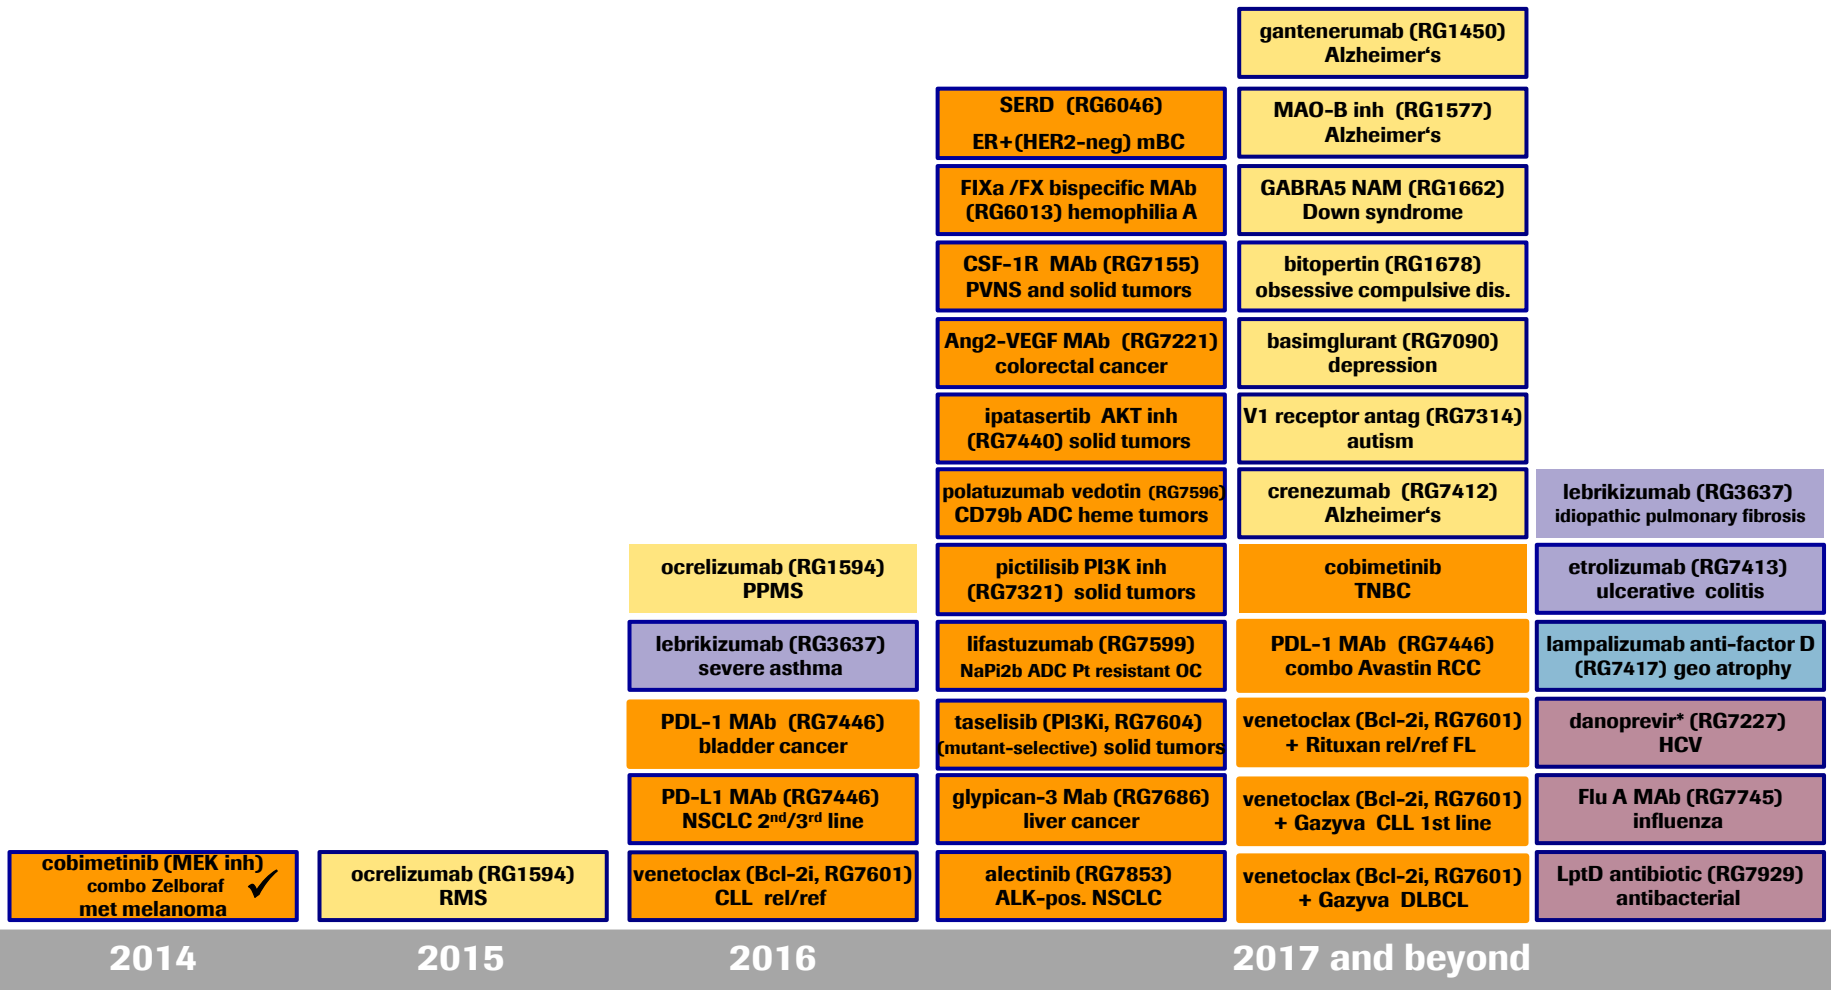 gantenerumab (RG1450)
Alzheimer‘s
SERD (RG6046)
ER+(HER2-neg) mBC
MAO-B inh (RG1577)
Alzheimer‘s
FIXa /FX bispecific MAb
(RG6013) hemophilia A
GABRA5 NAM (RG1662)
Down syndrome
CSF-1R MAb (RG7155)
PVNS and solid tumors
bitopertin (RG1678)
obsessive compulsive dis.
Ang2-VEGF MAb (RG7221)
colorectal cancer
basimglurant (RG7090)
depression
ipatasertib AKT inh
(RG7440) solid tumors
V1 receptor antag (RG7314)
autism
polatuzumab vedotin (RG7596)
CD79b ADC heme tumors
crenezumab (RG7412)
Alzheimer‘s
lebrikizumab (RG3637)
idiopathic pulmonary fibrosis
ocrelizumab (RG1594)
PPMS
pictilisib PI3K inh
(RG7321) solid tumors
cobimetinib
TNBC
etrolizumab (RG7413)
ulcerative colitis
lebrikizumab (RG3637)
severe asthma
lifastuzumab (RG7599)
NaPi2b ADC Pt resistant OC
PDL-1 MAb (RG7446)
combo Avastin RCC
lampalizumab anti-factor D
(RG7417) geo atrophy
PDL-1 MAb (RG7446)
bladder cancer
taselisib (PI3Ki, RG7604)
(mutant-selective) solid tumors
venetoclax (Bcl-2i, RG7601)
+ Rituxan rel/ref FL
danoprevir* (RG7227)
HCV
PD-L1 MAb (RG7446)
NSCLC 2nd/3rd line
glypican-3 Mab (RG7686)
liver cancer
venetoclax (Bcl-2i, RG7601)
+ Gazyva CLL 1st line
Flu A MAb (RG7745)
influenza
cobimetinib (MEK inh)
combo Zelboraf
met melanoma ✓
ocrelizumab (RG1594)
RMS
venetoclax (Bcl-2i, RG7601)
CLL rel/ref
alectinib (RG7853)
ALK-pos. NSCLC
venetoclax (Bcl-2i, RG7601)
+ Gazyva DLBCL
LptD antibiotic (RG7929)
antibacterial
2014 2015 2016 2017 and beyond